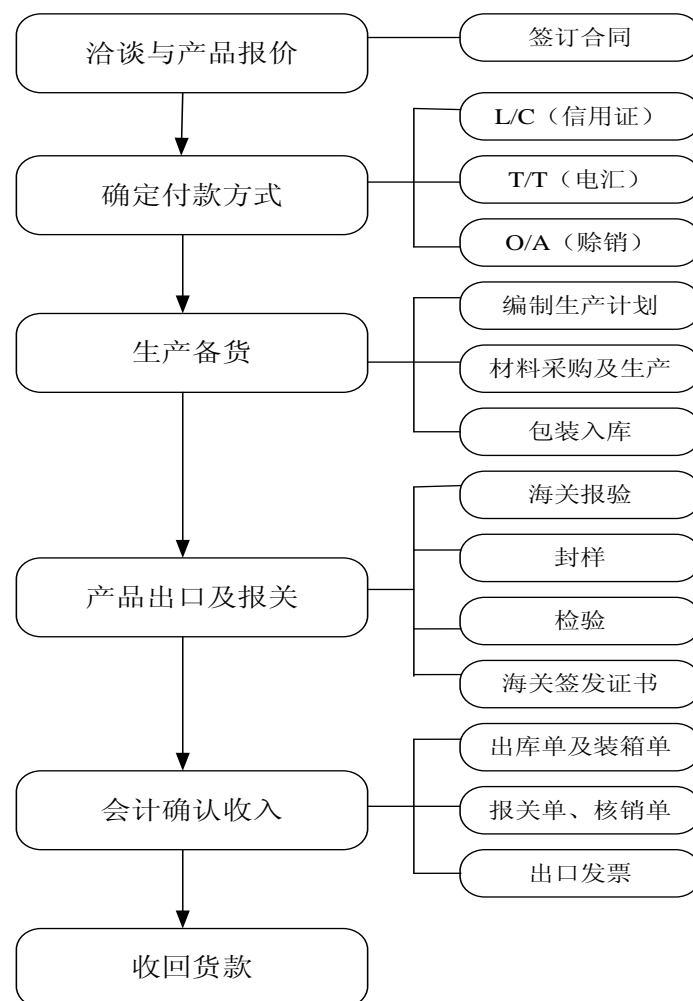 洽谈与产品报价
签订合同
L/C（信用证）
确定付款方式
T/T（电汇）
O/A（赊销）
编制生产计划
生产备货
材料采购及生产
包装入库
海关报验
封样
产品出口及报关
检验
海关签发证书
出库单及装箱单
会计确认收入
报关单、核销单
出口发票
收回货款